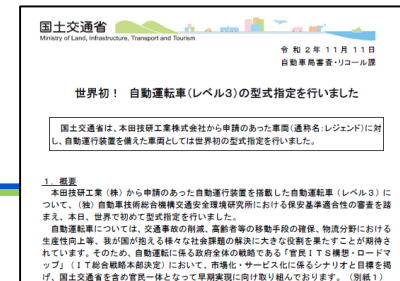 国土交通省
Ministry of Land, Infrastructure, Transport and Tourism
令和２年１１月１１日
自動車局審査・リコール課
世界初！　自動運転車（レベル３）の型式指定を行いました
国土交通省は、本田技研工業株式会社から申請のあった車両（通称名：レジェンド）に対
し、自動運行装置を備えた車両としては世界初の型式指定を行いました。
１．概要
本田技研工業（株）から申請のあった自動運行装置を搭載した自動運転車（レベル３）に
ついて、（独）自動車技術総合機構交通安全環境研究所における保安基準適合性の審査を踏
まえ、本日、世界で初めて型式指定を行いました。
自動運転車については、交通事故の削減、高齢者等の移動手段の確保、物流分野における
生産性向上等、我が国が抱える様々な社会課題の解決に大きな役割を果たすことが期待さ
れています。そのため、自動運転に係る政府全体の戦略である「官民ＩＴＳ構想・ロードマ
ップ」（ＩＴ総合戦略本部決定）において、市場化・サービス化に係るシナリオと目標を掲
げ、国土交通省を含め官民一体となって早期実現に向け取り組んでおります。（別紙１）